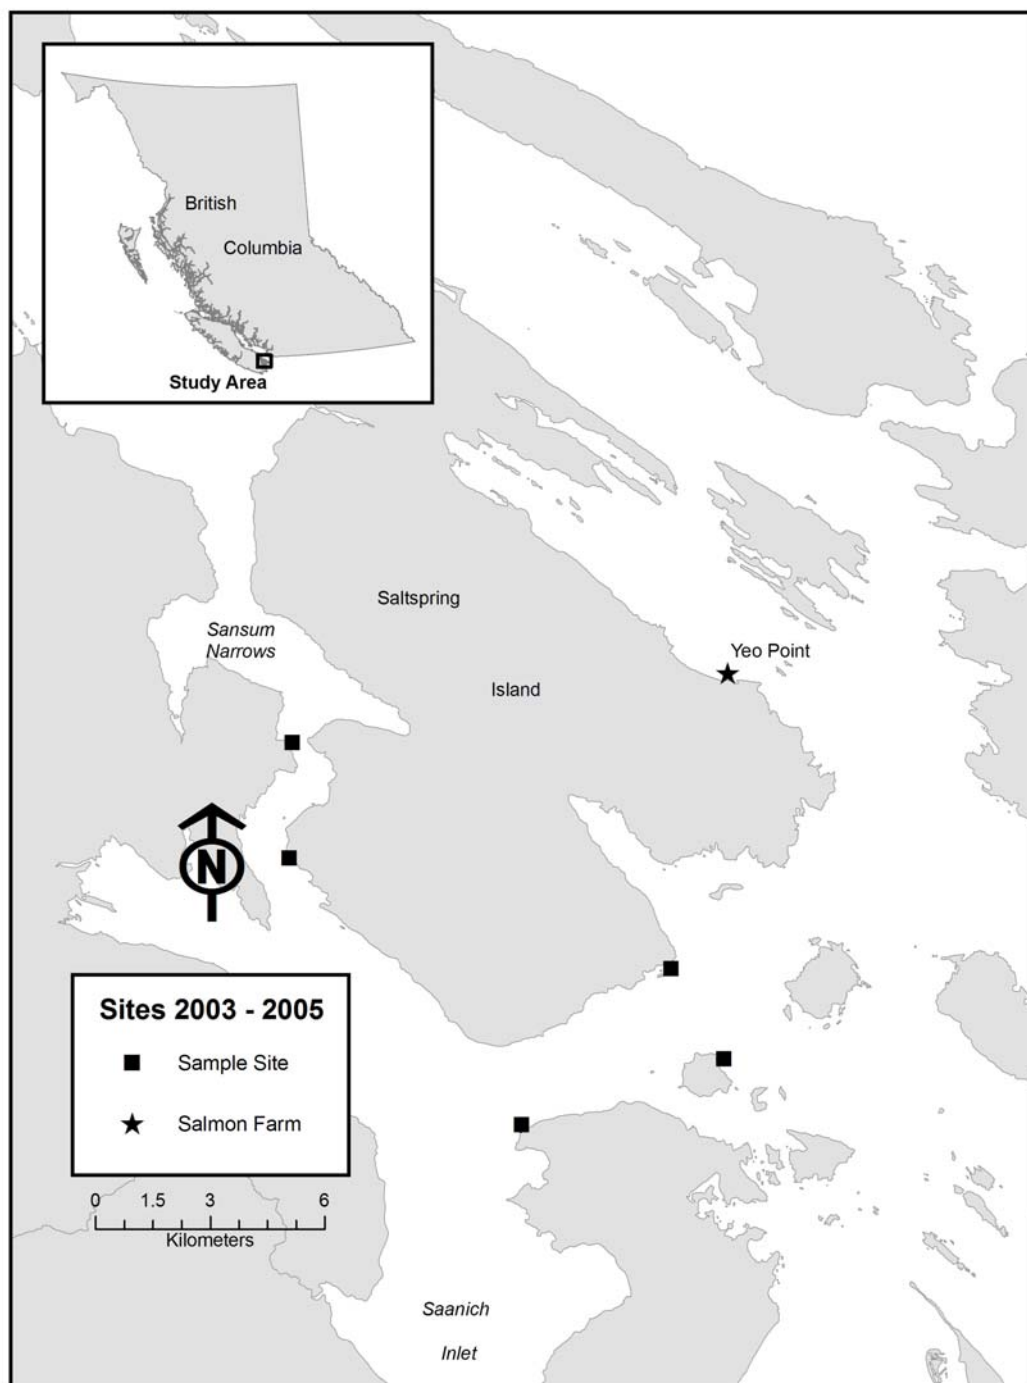 British
Columbia
Study Area
Saltspring
Sansum
Narrows
Yeo Point
Island
N
Sites 2003 - 2005
Sample Site
Salmon Farm
0 1.5 3 6
Kilometers
Saanich
Inlet